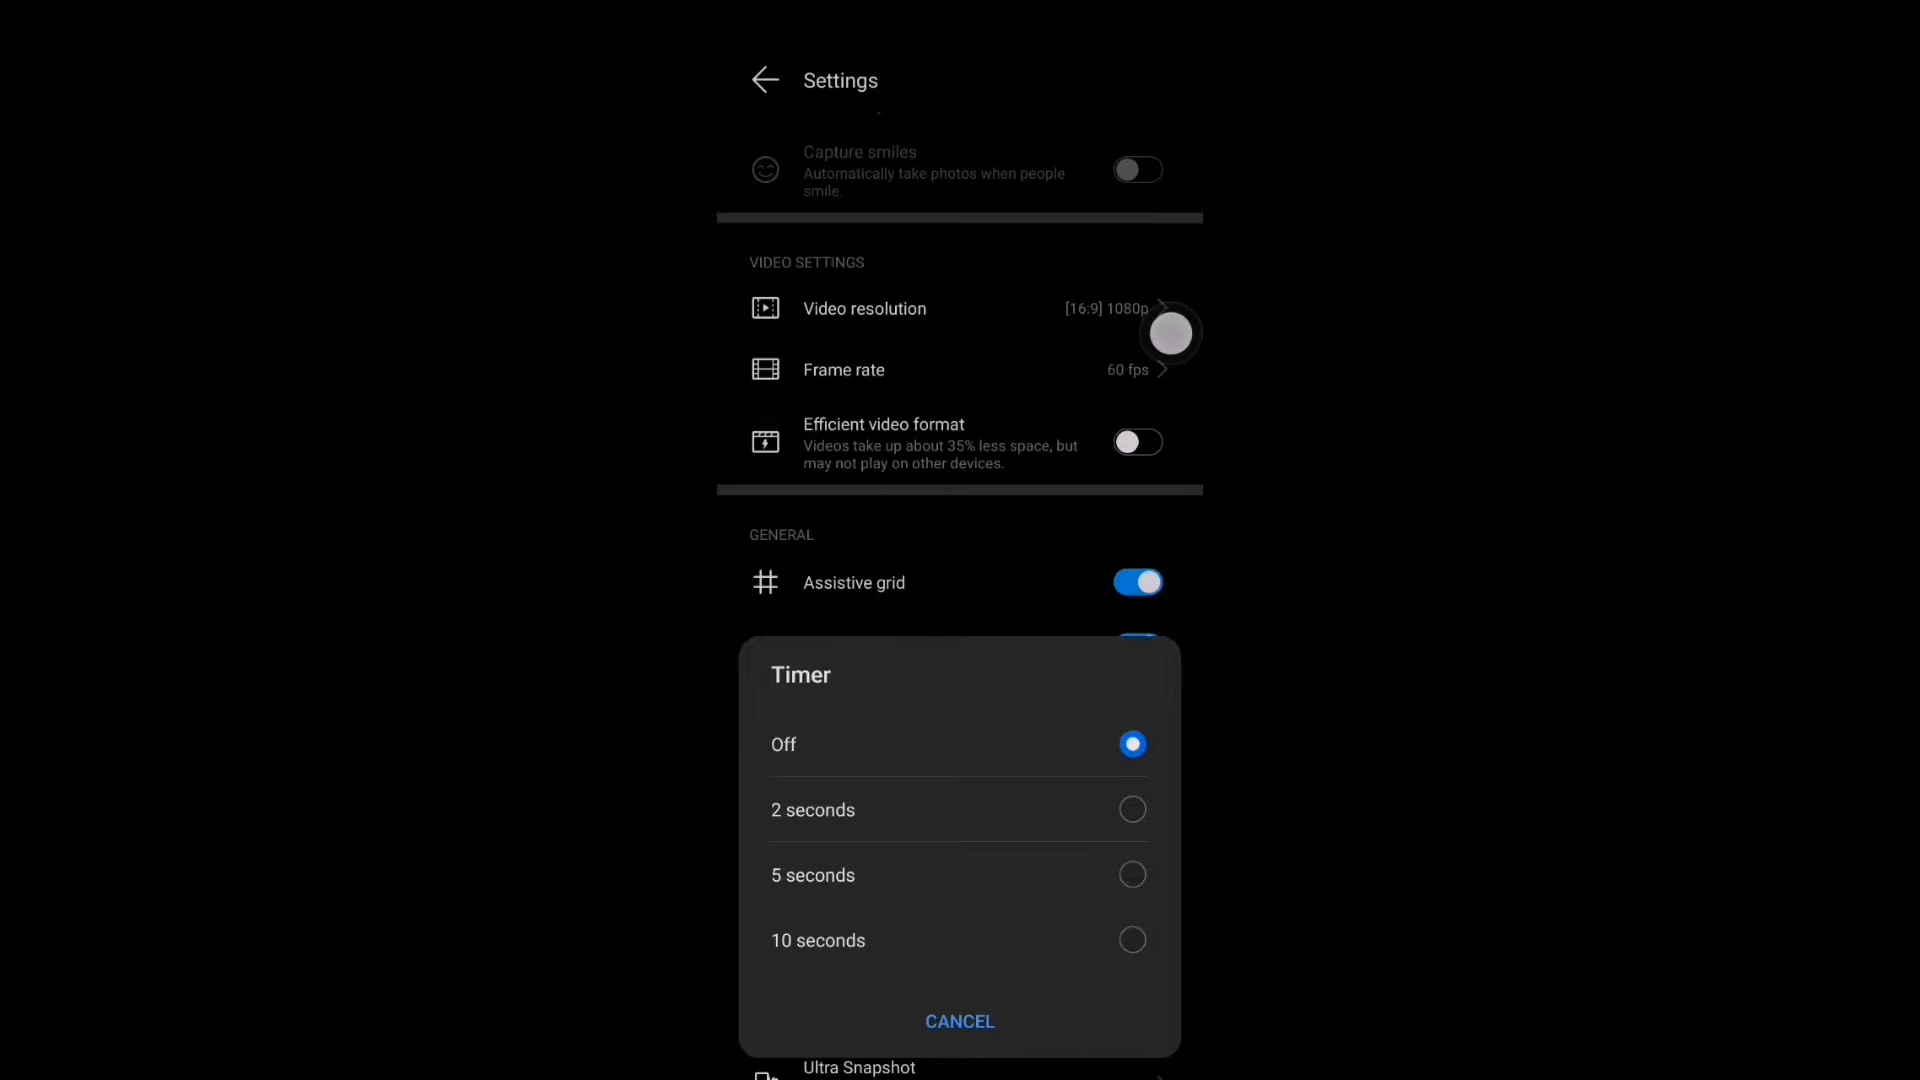 Settings
Capture smiles
Automatically take photos when people
smile.
VIDEO SETTINGS
Video resolution
[16:9] 1080p
Frame rate
60 fps
Efficient video format
Videos take up about 35% less space, but
may not play on other devices.
GENERAL
Assistive grid
Timer
Off
2 seconds
5 seconds
10 seconds
CANCEL
Ultra Snapshot